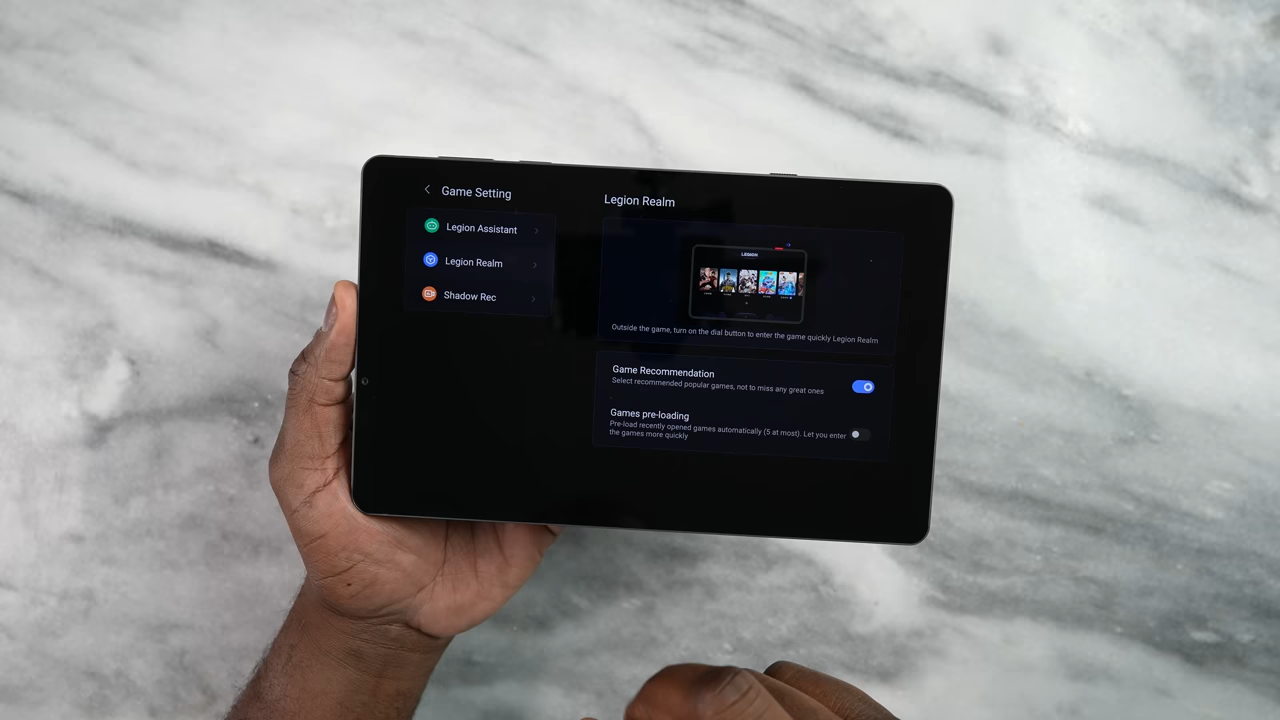 Game Setting
Legion Assistant
Legion Realm
Shadow Rec
Legion Realm
LEGION
Outside the game, turn on the dial button to enter the game quickly Legion Realm
Game Recommendation
Select recommended popular games, not to miss any great ones
Games pre-loading
Pre-load recently opened games automatically (5 at most). Let you enter
the games more quickly